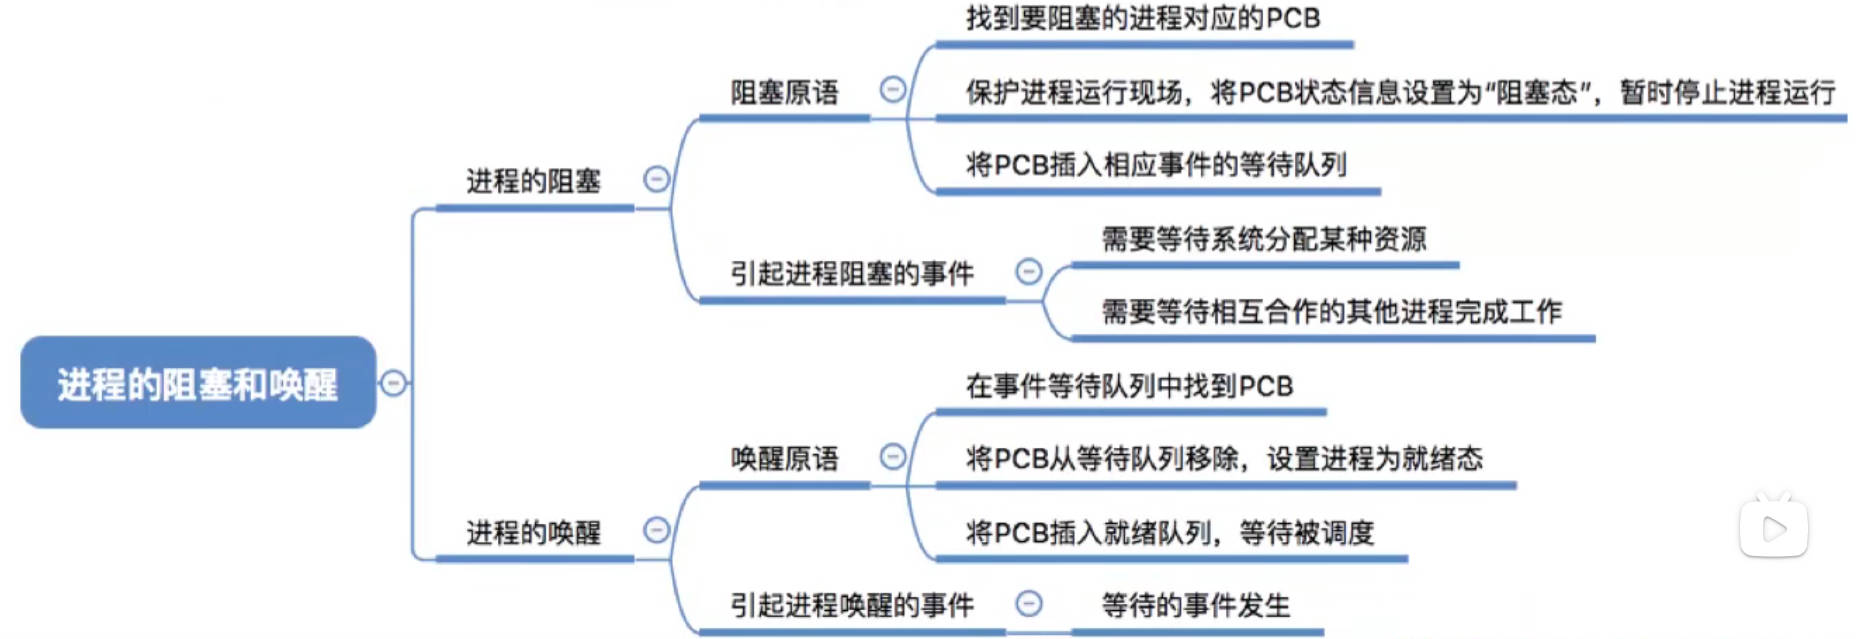 进程的阻塞和唤醒
进程的阻塞
阻塞原语
找到要阻塞的进程对应的PCB
保护进程运行现场，将PCB状态信息设置为“阻塞态”，暂时停止进程运行
将PCB插入相应事件的等待队列
引起进程阻塞的事件
需要等待系统分配某种资源
需要等待相互合作的其他进程完成工作
进程的唤醒
唤醒原语
在事件等待队列中找到PCB
将PCB从等待队列移除，设置进程为就绪态
将PCB插入就绪队列，等待被调度
引起进程唤醒的事件
等待的事件发生